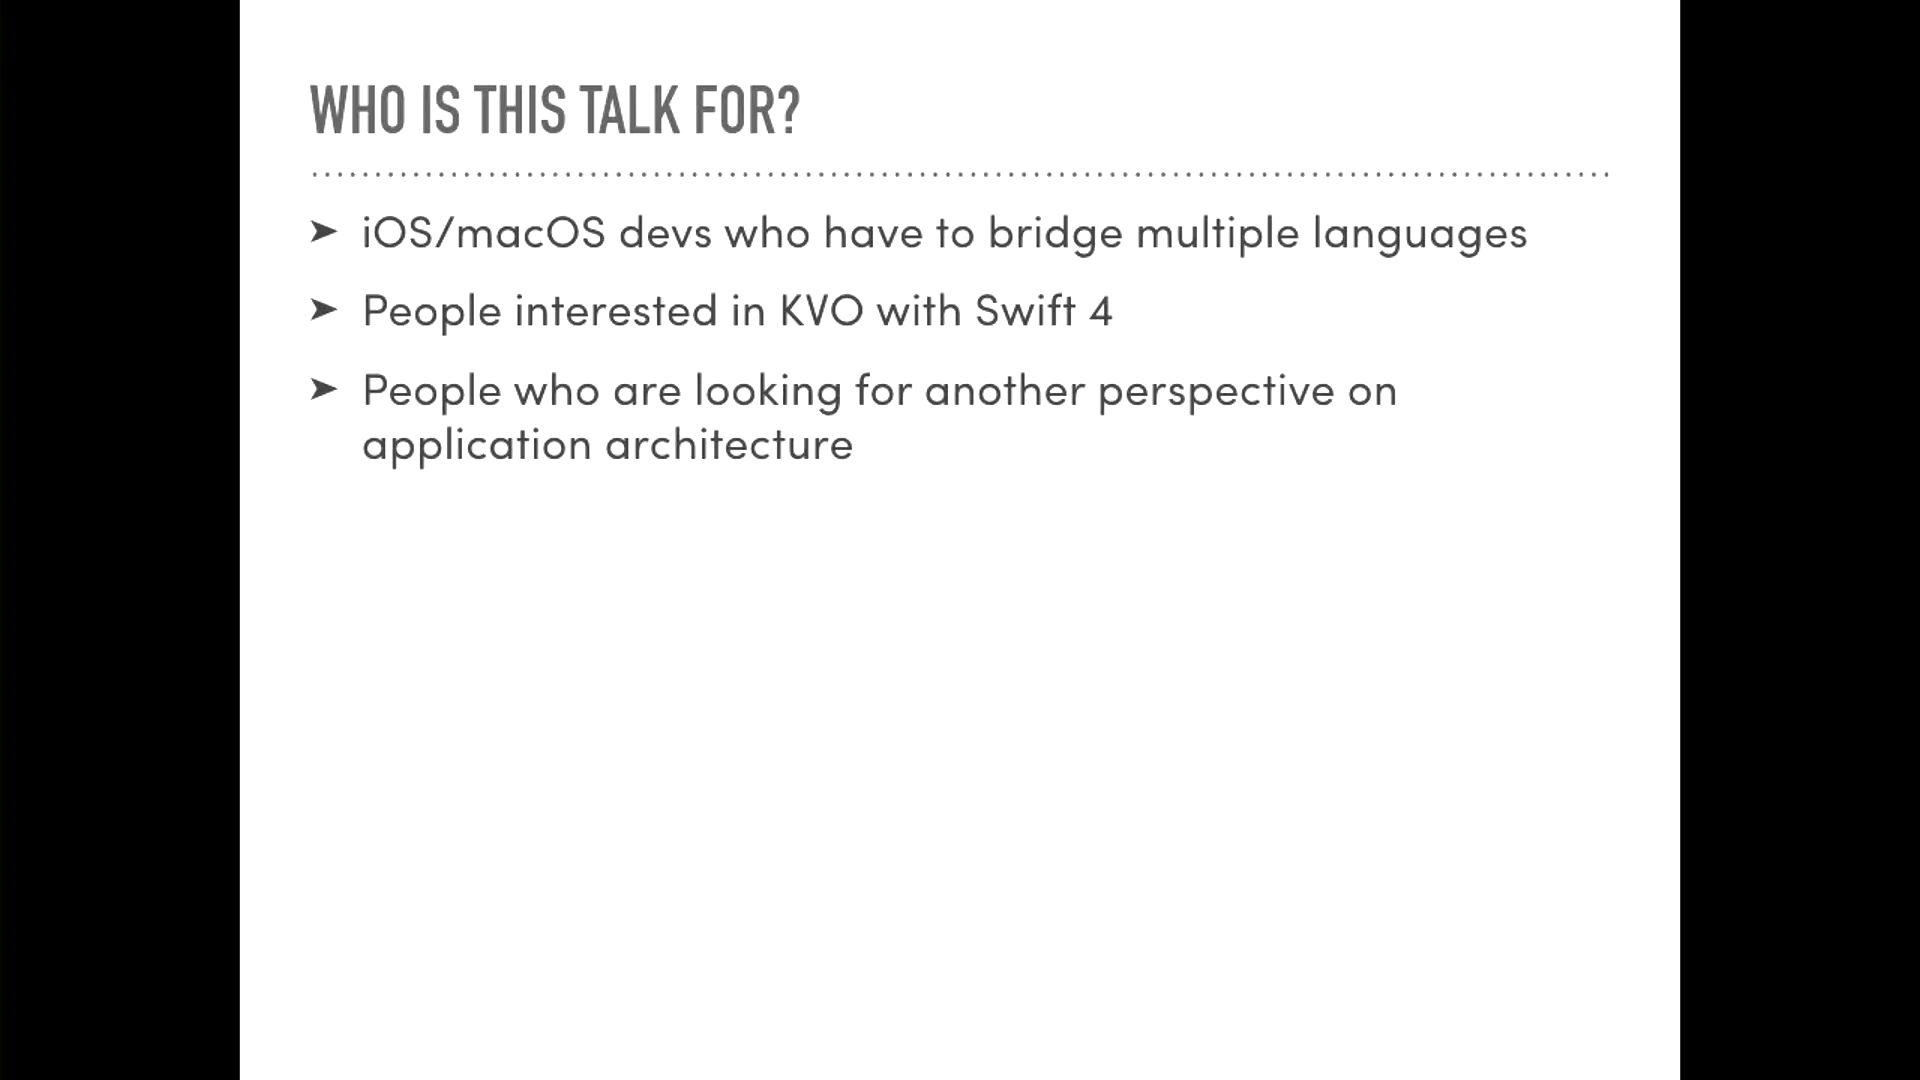 WHO IS THIS TALK FOR?
➤ iOS/macOS devs who have to bridge multiple languages
➤ People interested in KVO with Swift 4
➤ People who are looking for another perspective on
application architecture